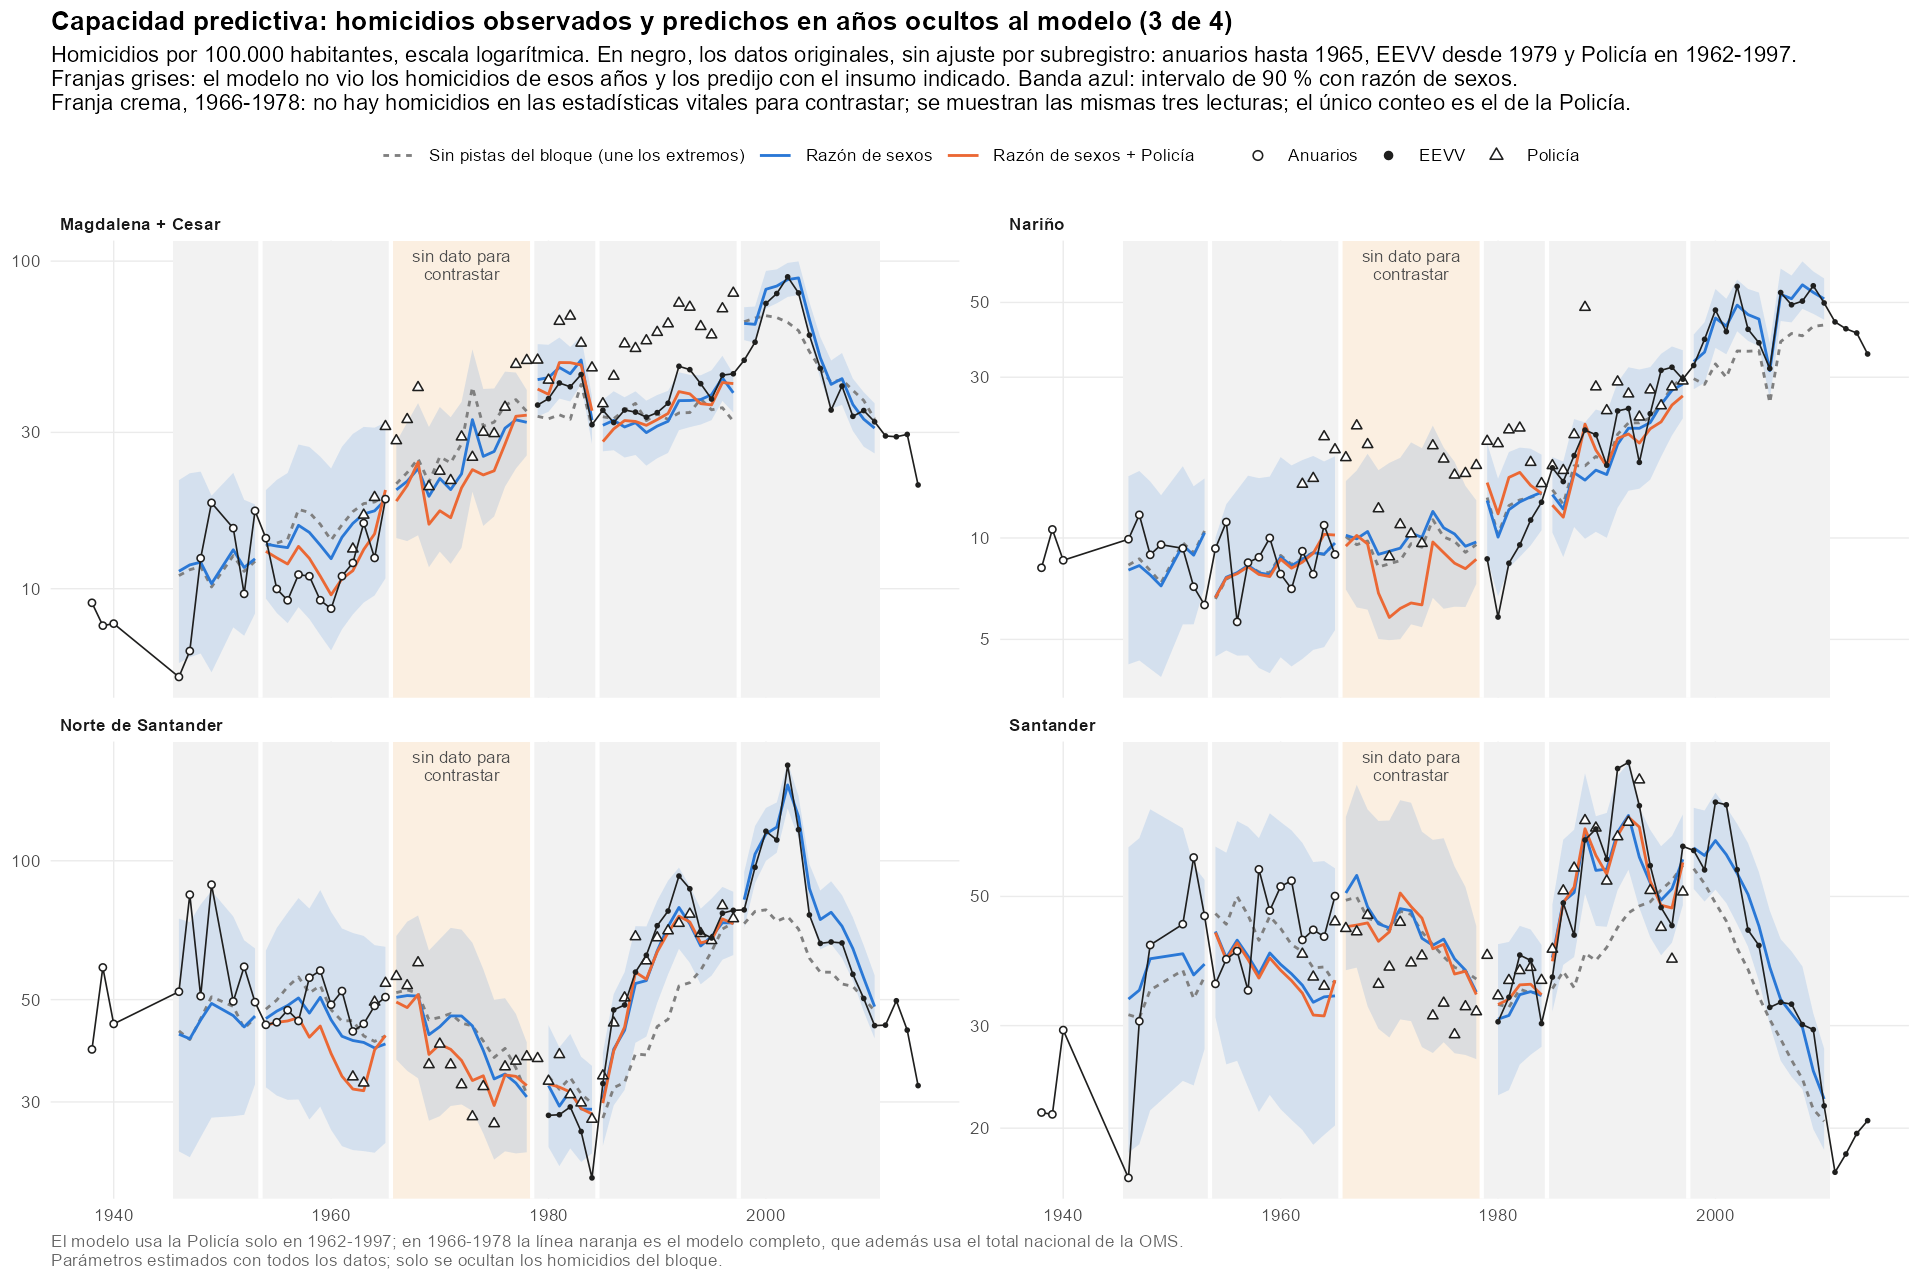 Capacidad predictiva: homicidios observados y predichos en años ocultos al modelo (3 de 4)
Homicidios por 100.000 habitantes, escala logarítmica. En negro, los datos originales, sin ajuste por subregistro: anuarios hasta 1965, EEVV desde 1979 y Policía en 1962-1997.
Franjas grises: el modelo no vio los homicidios de esos años y los predijo con el insumo indicado. Banda azul: intervalo de 90 % con razón de sexos.
Franja crema, 1966-1978: no hay homicidios en las estadísticas vitales para contrastar; se muestran las mismas tres lecturas; el único conteo es el de la Policía.
Sin pistas del bloque (une los extremos) Razón de sexos Razón de sexos + Policía Anuarios EEVV Policía
Magdalena + Cesar
sin dato para
contrastar
100
30
10
Nariño
sin dato para
contrastar
50
30
10
5
Norte de Santander
sin dato para
contrastar
100
50
30
1940 1960 1980 2000
Santander
sin dato para
contrastar
50
30
20
1940 1960 1980 2000
El modelo usa la Policía solo en 1962-1997; en 1966-1978 la línea naranja es el modelo completo, que además usa el total nacional de la OMS.
Parámetros estimados con todos los datos; solo se ocultan los homicidios del bloque.